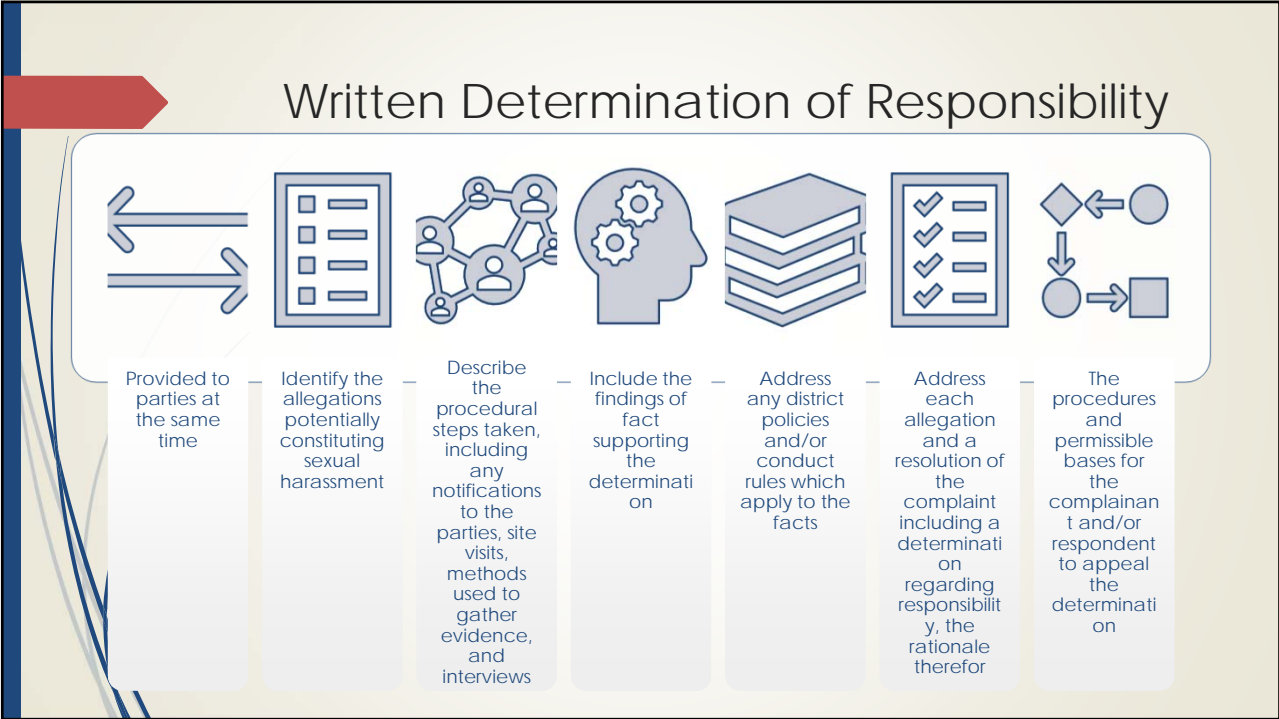 Written Determination of Responsibility
Provided to
parties at
the same
time
Identify the
allegations
potentially
constituting
sexual
harassment
Describe
the
procedural
steps taken,
including
any
notifications
to the
parties, site
visits,
methods
used to
gather
evidence,
and
interviews
Include the
findings of
fact
supporting
the
determinati
on
Address
any district
policies
and/or
conduct
rules which
apply to the
facts
Address
each
allegation
and a
resolution of
the
complaint
including a
determinati
on
regarding
responsibilit
y, the
rationale
therefor
The
procedures
and
permissible
bases for
the
complainan
t and/or
respondent
to appeal
the
determinati
on